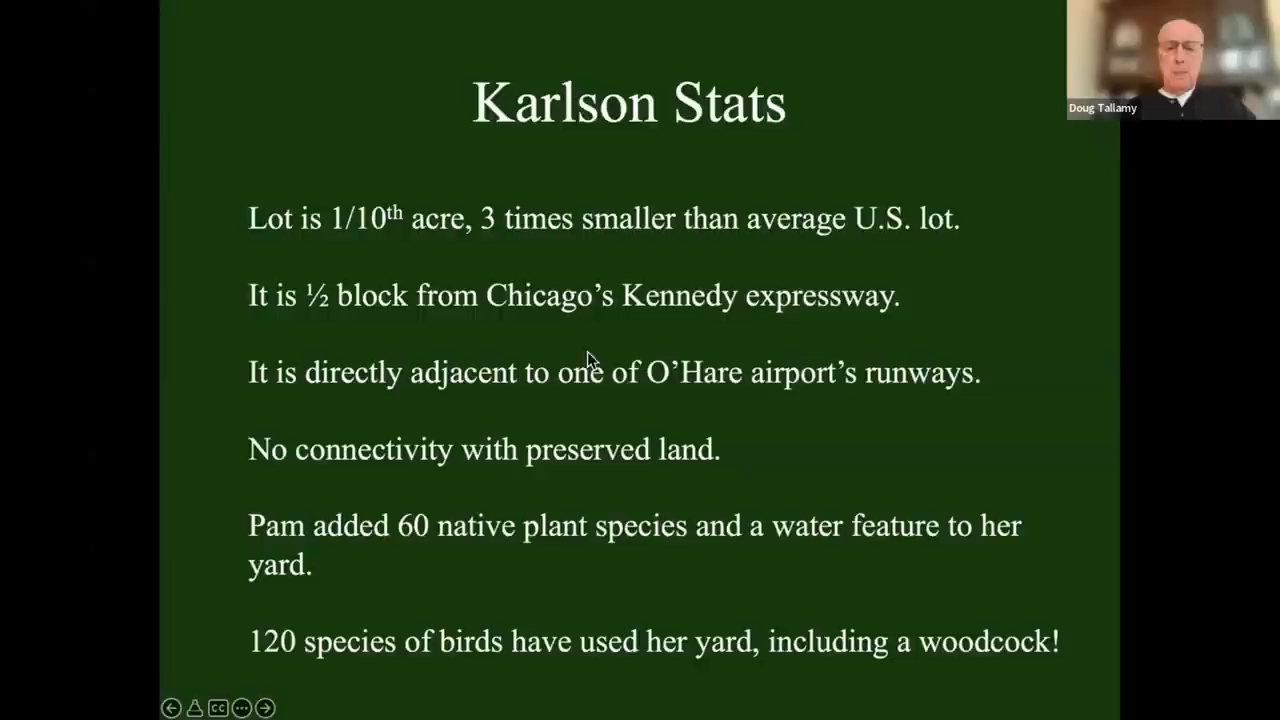 Karlson Stats
Doug Tallamy
Lot is 1/10th acre, 3 times smaller than average U.S. lot.
It is ½ block from Chicago’s Kennedy expressway.
It is directly adjacent to one of O’Hare airport’s runways.
No connectivity with preserved land.
Pam added 60 native plant species and a water feature to her
yard.
120 species of birds have used her yard, including a woodcock!
CC